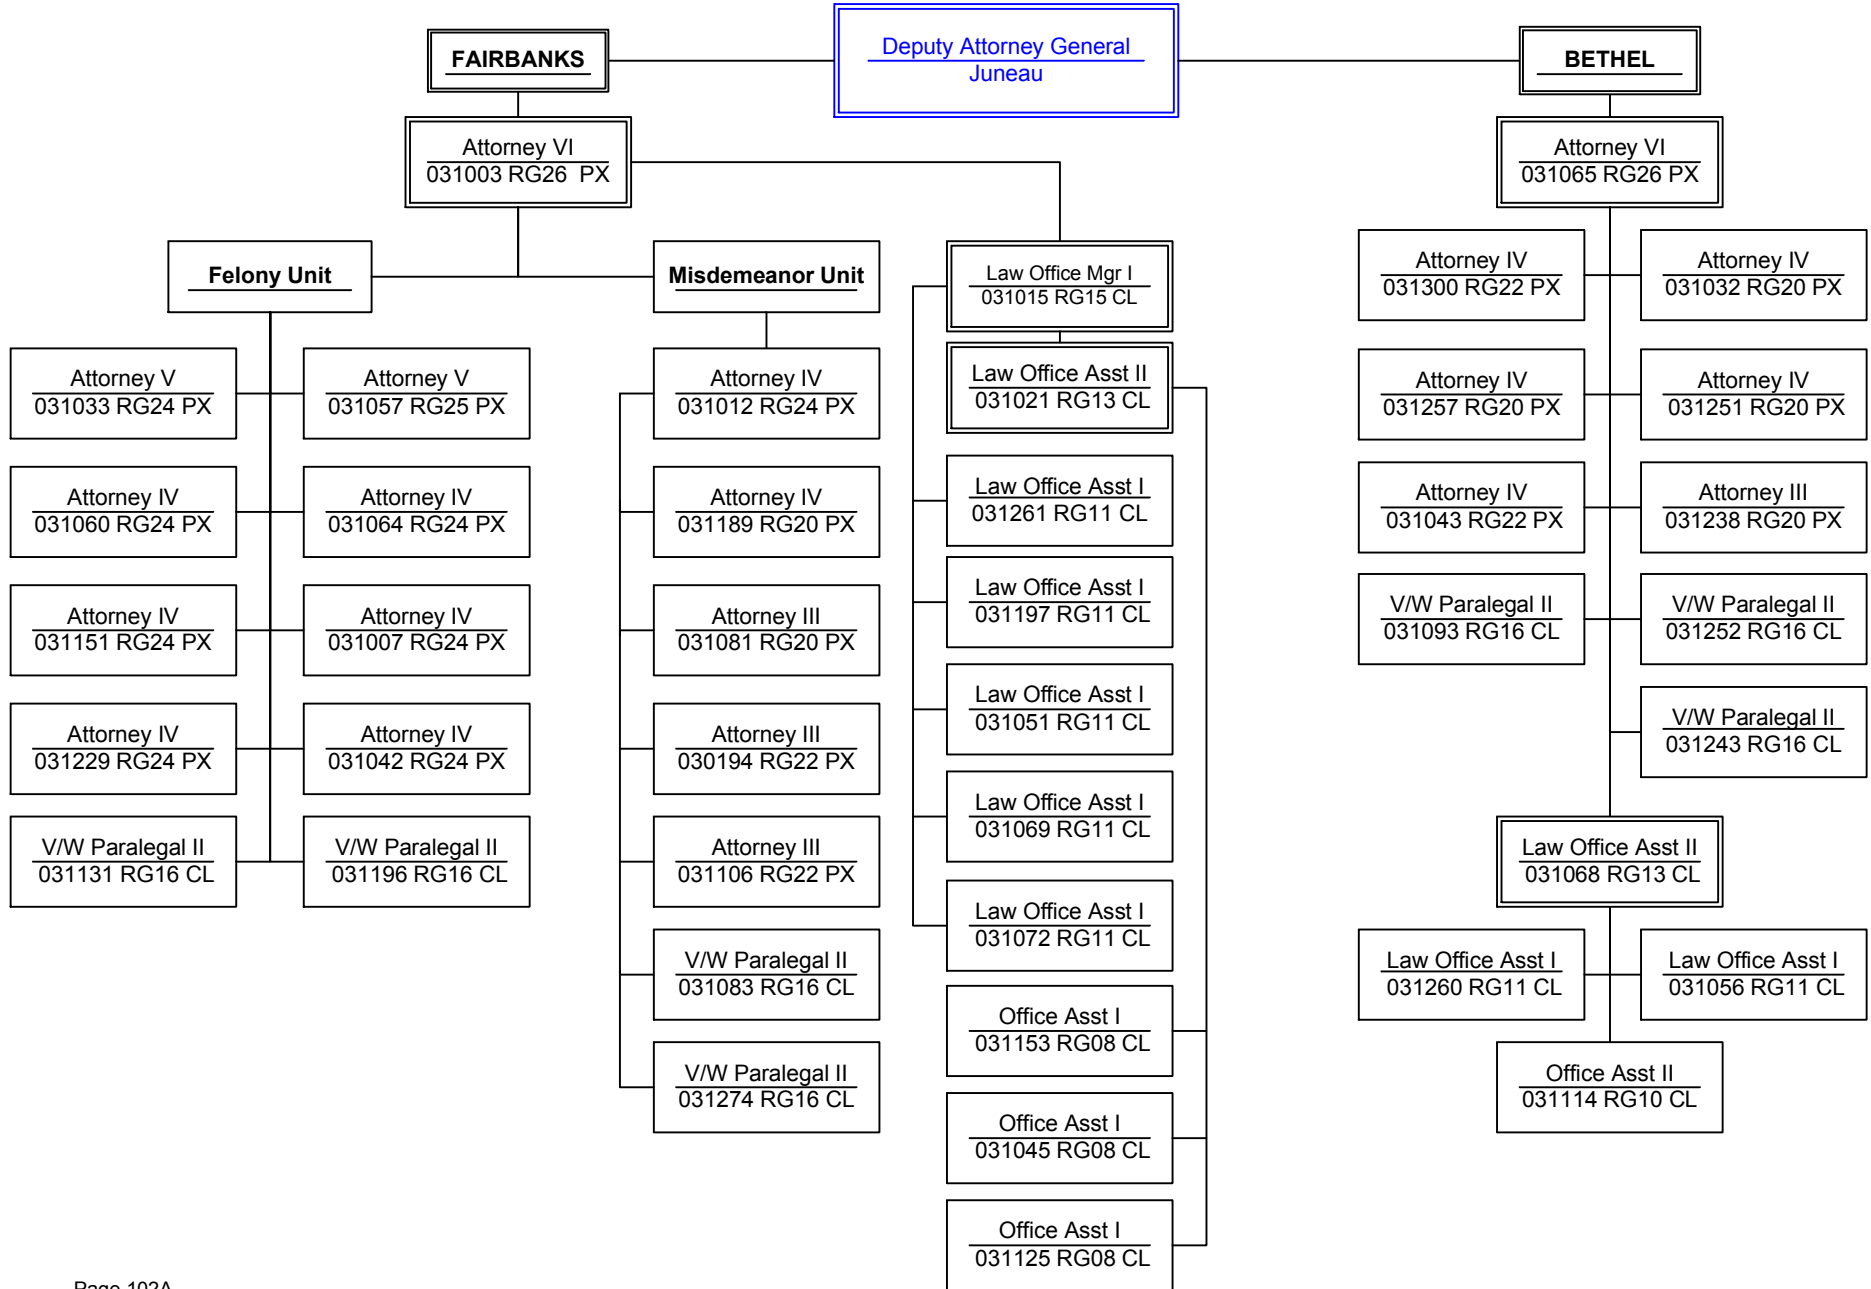 Deputy Attorney General
Juneau
FAIRBANKS
Attorney VI
031003 RG26  PX
Felony Unit
Attorney V
031033 RG24 PX
Attorney V
031057 RG25 PX
Attorney IV
031060 RG24 PX
Attorney IV
031064 RG24 PX
Attorney IV
031151 RG24 PX
Attorney IV
031007 RG24 PX
Attorney IV
031229 RG24 PX
Attorney IV
031042 RG24 PX
V/W Paralegal II
031131 RG16 CL
V/W Paralegal II
031196 RG16 CL
Misdemeanor Unit
Attorney IV
031012 RG24 PX
Attorney IV
031189 RG20 PX
Attorney III
031081 RG20 PX
Attorney III
030194 RG22 PX
Attorney III
031106 RG22 PX
V/W Paralegal II
031083 RG16 CL
V/W Paralegal II
031274 RG16 CL
Law Office Mgr I
031015 RG15 CL
Law Office Asst II
031021 RG13 CL
Law Office Asst I
031261 RG11 CL
Law Office Asst I
031197 RG11 CL
Law Office Asst I
031051 RG11 CL
Law Office Asst I
031069 RG11 CL
Law Office Asst I
031072 RG11 CL
Office Asst I
031153 RG08 CL
Office Asst I
031045 RG08 CL
Office Asst I
031125 RG08 CL
BETHEL
Attorney VI
031065 RG26 PX
Attorney IV
031300 RG22 PX
Attorney IV
031032 RG20 PX
Attorney IV
031257 RG20 PX
Attorney IV
031251 RG20 PX
Attorney IV
031043 RG22 PX
Attorney III
031238 RG20 PX
V/W Paralegal II
031093 RG16 CL
V/W Paralegal II
031252 RG16 CL
V/W Paralegal II
031243 RG16 CL
Law Office Asst II
031068 RG13 CL
Law Office Asst I
031260 RG11 CL
Law Office Asst I
031056 RG11 CL
Office Asst II
031114 RG10 CL
Page 102A